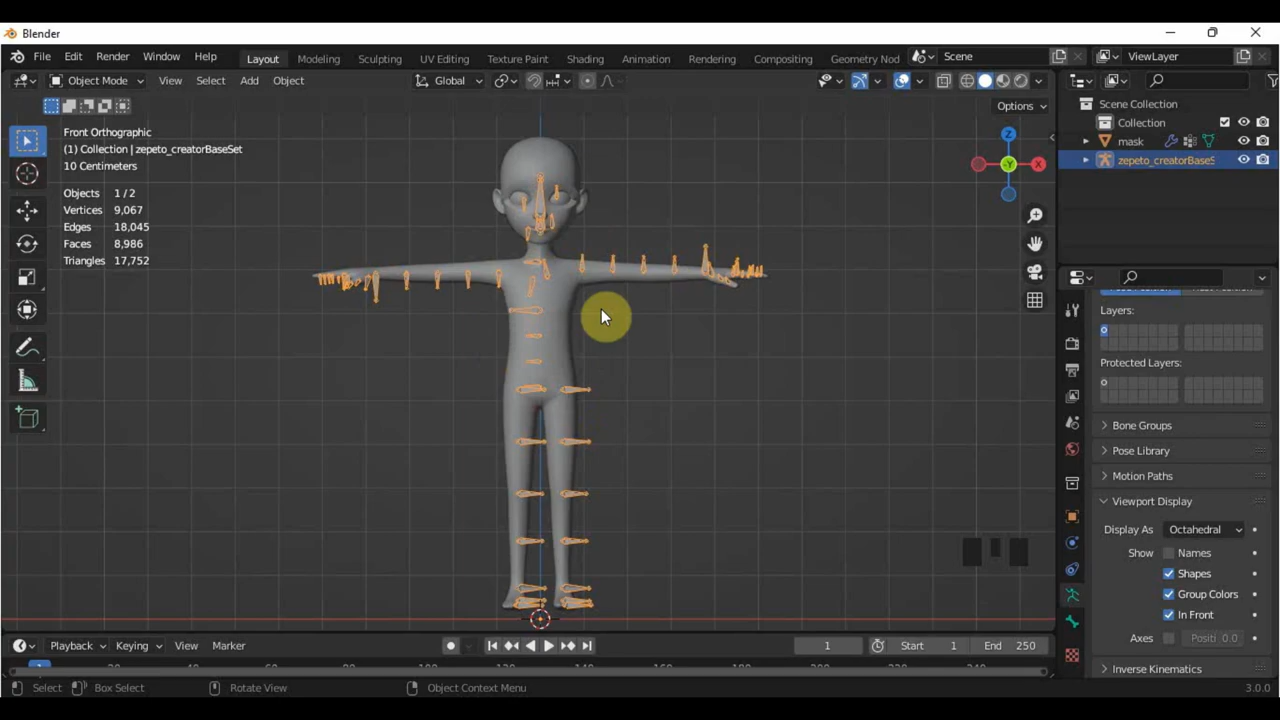 Blender
File Edit Render Window Help Layout Modeling Sculpting UV Editing Texture Paint Shading Animation Rendering Compositing Geometry Nod Scene ViewLayer
Object Mode View Select Add Object Global
Options
Front Orthographic
(1) Collection | zepeto_creatorBaseSet
10 Centimeters
Objects 1/2
Vertices 9,067
Edges 18,045
Faces 8,986
Triangles 17,752
Z
-Y
X
Scene Collection
Collection
mask
zepeto_creatorBaseS
Layers:
Protected Layers:
Bone Groups
Pose Library
Motion Paths
Viewport Display
Display As Octahedral
Show Names
Shapes
Group Colors
In Front
Axes Positi 0.0
Inverse Kinematics
Playback Keying View Marker 1 Start 1 End 250
Select Box Select Rotate View Object Context Menu 3.0.0